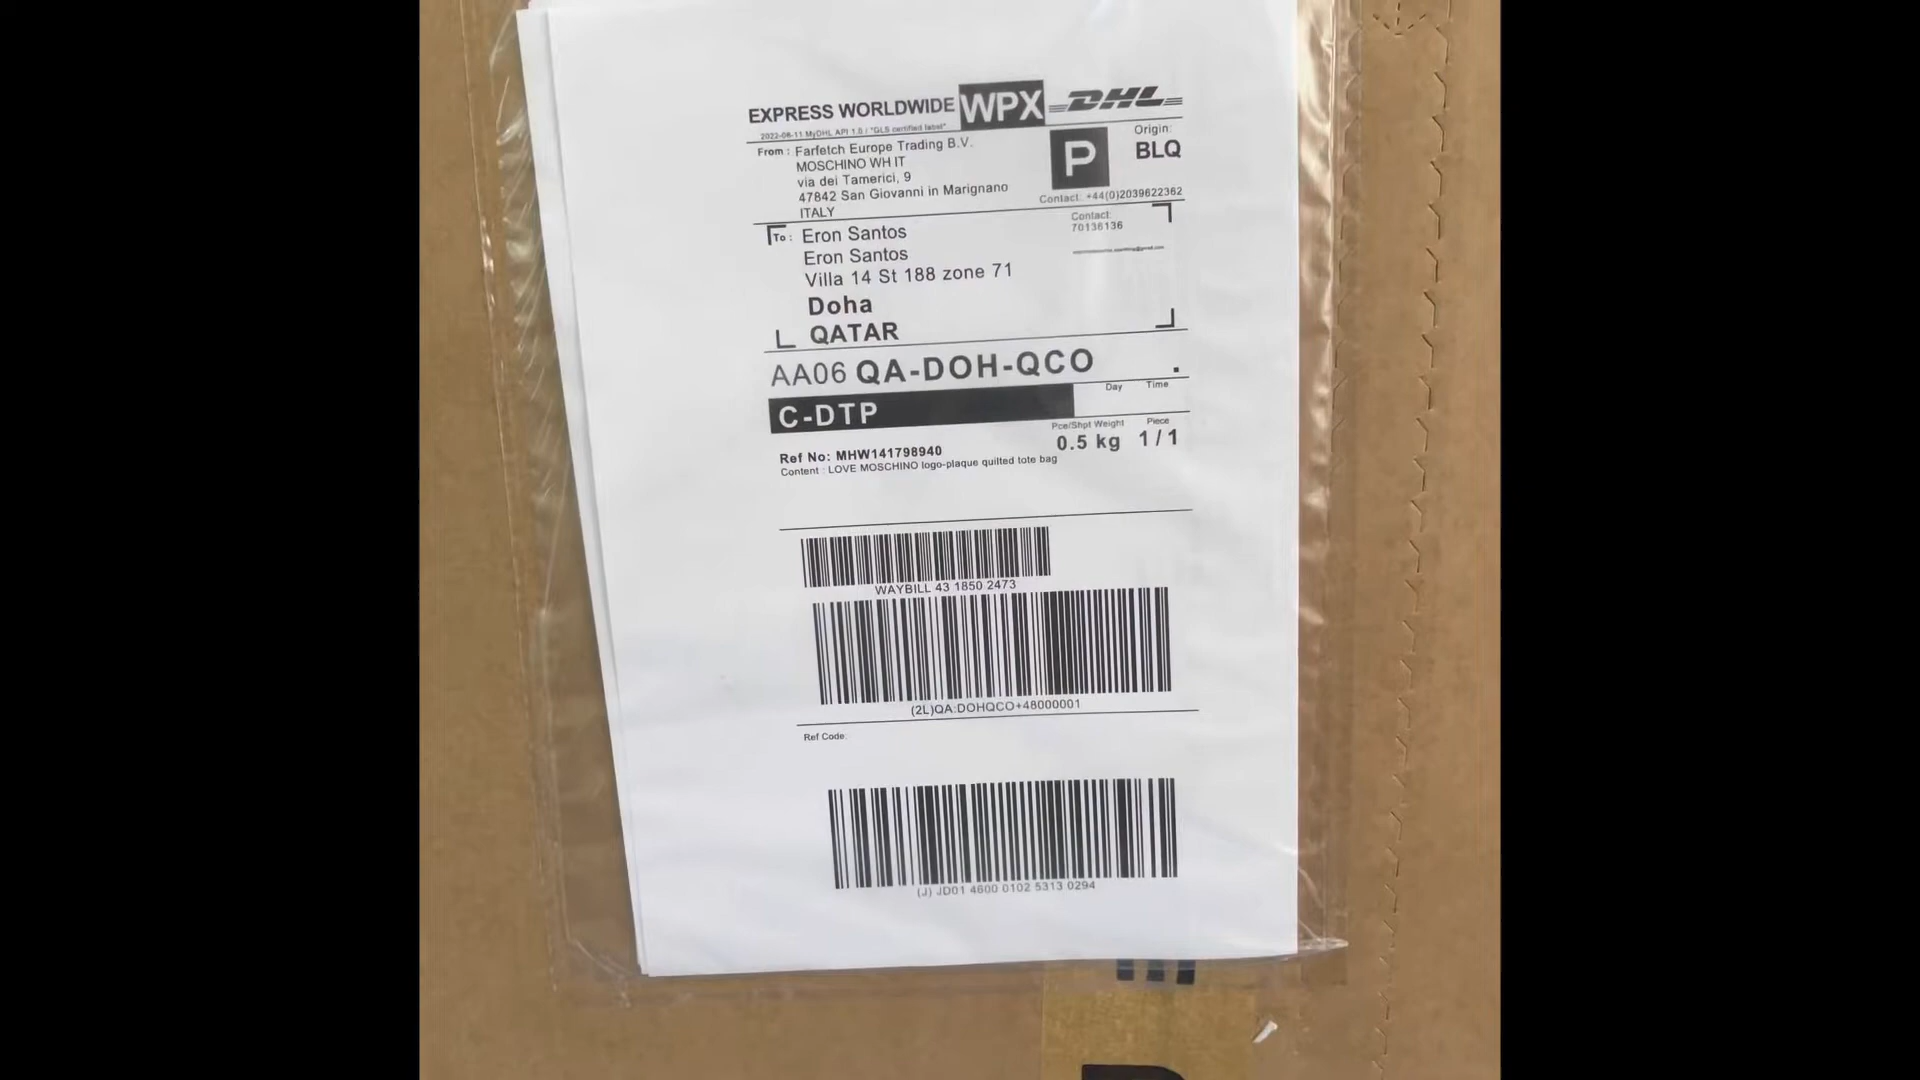 EXPRESS WORLDWIDE WPX DHL
2022-08-11 MyDHL API 1.0 / "GLS certified label"
From : Farfetch Europe Trading B.V.
MOSCHINO WH IT
via dei Tamerici, 9
47842 San Giovanni in Marignano
ITALY
P
Origin:
BLQ
Contact: +44(0)2039622362
To : Eron Santos
Eron Santos
Villa 14 St 188 zone 71
Doha
QATAR
Contact:
70136136
AA06 QA-DOH-QCO
C-DTP
Day Time
Pce/Shpt Weight Piece
0.5 kg 1/1
Ref No: MHW141798940
Content : LOVE MOSCHINO logo-plaque quilted tote bag
WAYBILL 43 1850 2473
(2L)QA:DOHQCO+48000001
Ref Code:
(J) JD01 4600 0102 5313 0294